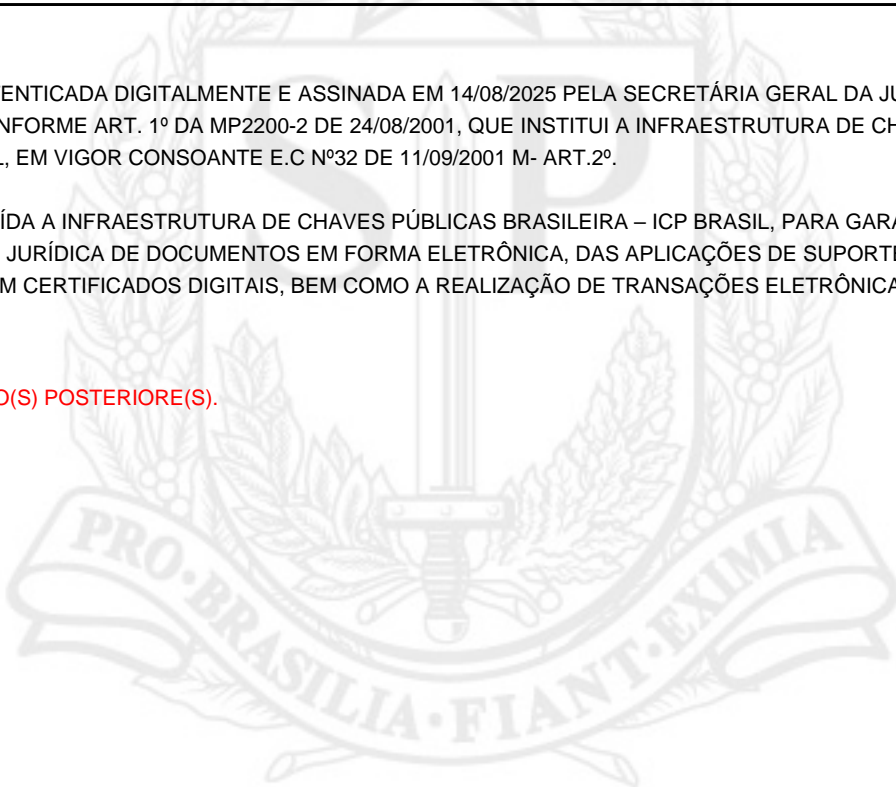 ENTICADA DIGITALMENTE E ASSINADA EM 14/08/2025 PELA SECRETÁRIA GERAL DA JU
NFORME ART. 1º DA MP2200-2 DE 24/08/2001, QUE INSTITUI A INFRAESTRUTURA DE CH
L, EM VIGOR CONSOANTE E.C Nº32 DE 11/09/2001 M- ART.2º.
ÍDA A INFRAESTRUTURA DE CHAVES PÚBLICAS BRASILEIRA – ICP BRASIL, PARA GARA
JURÍDICA DE DOCUMENTOS EM FORMA ELETRÔNICA, DAS APLICAÇÕES DE SUPORTE
M CERTIFICADOS DIGITAIS, BEM COMO A REALIZAÇÃO DE TRANSAÇÕES ELETRÔNICA
O(S) POSTERIORE(S).
SP
PRO·BRASILIA·FIANT·EXIMIA